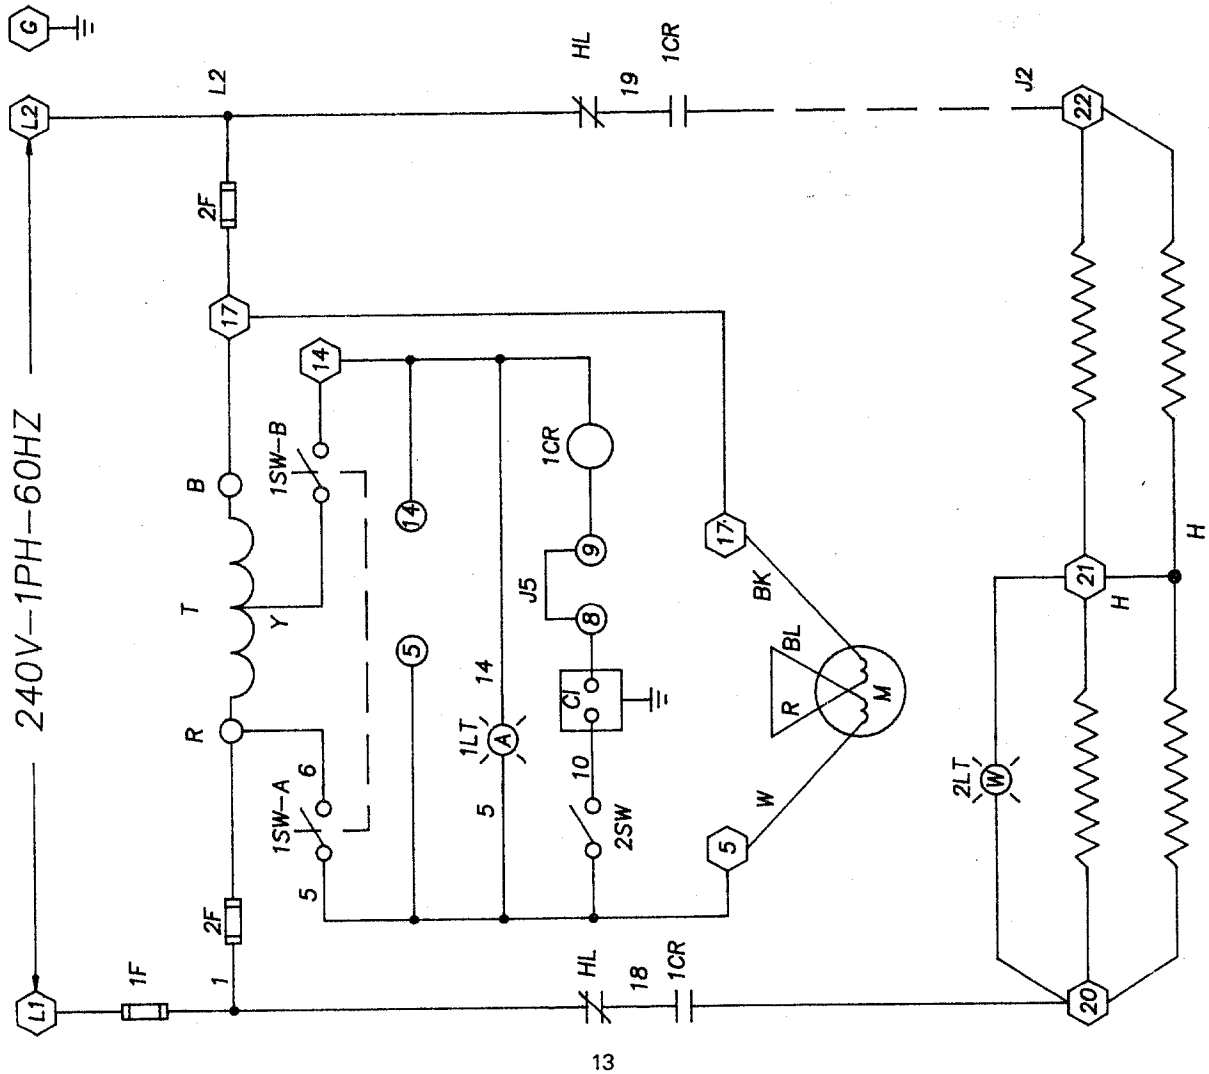 240V-1PH-60HZ
L1
L2
G
1F
1
2F
R
T
B
17
2F
L2
Y
1SW-A
5
6
1SW-B
14
5
14
1LT
5
A
14
10
2SW
CI
8
J5
9
1CR
HL
18
1CR
HL
19
1CR
5
W
R
BL
BK
M
17
J2
2LT
W
20
21
H
22
H
13